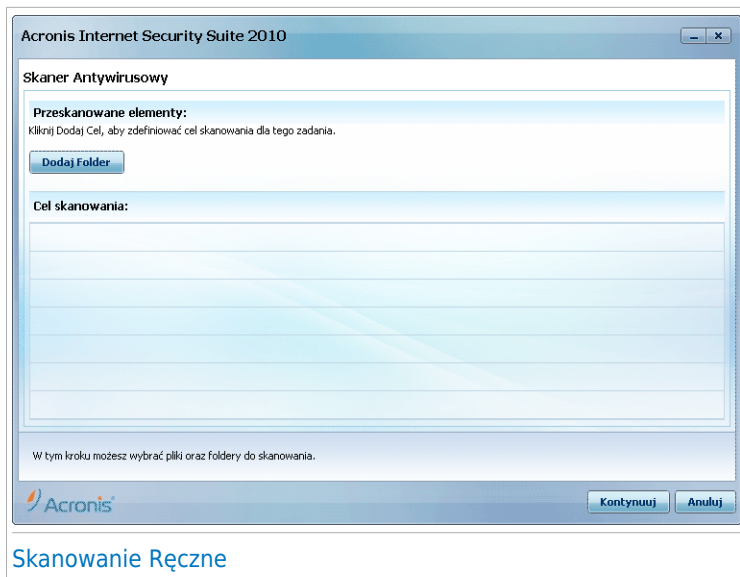 Acronis Internet Security Suite 2010
Skaner Antywirusowy
Przeskanowane elementy:
Kliknij Dodaj Cel, aby zdefiniować cel skanowania dla tego zadania.
Dodaj Folder
Cel skanowania:
W tym kroku możesz wybrać pliki oraz foldery do skanowania.
Acronis
Kontynuuj Anuluj
Skanowanie Ręczne